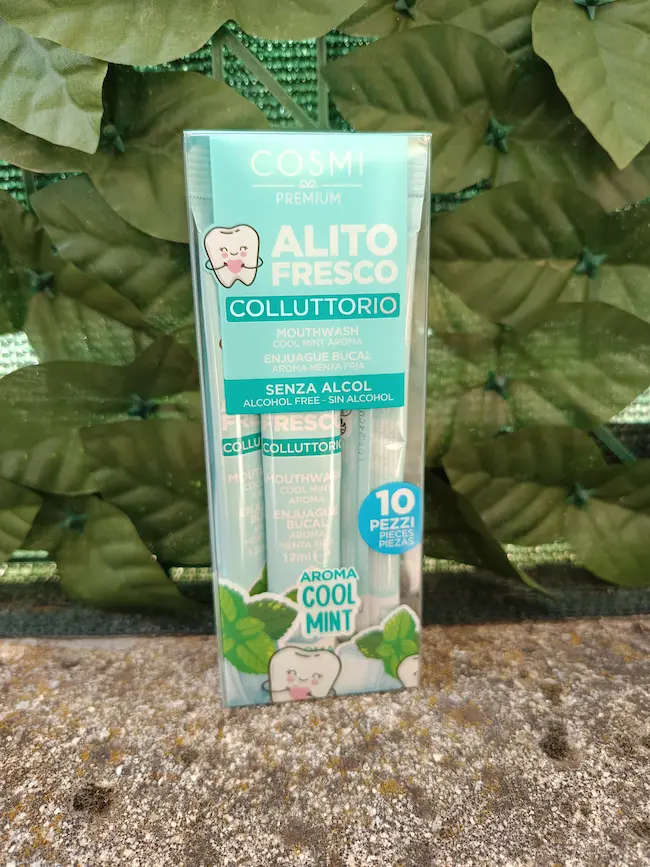 COSMI
PREMIUM
ALITO
FRESCO
COLLUTTORIO
MOUTHWASH
COOL MINT AROMA
ENJUAGUE BUCAL
AROMA MENTA FRIA
SENZA ALCOL
ALCOHOL FREE - SIN ALCOHOL
FRESCO
COLLUTTORIO
MOUTHWASH
COOL MINT
AROMA
ENJUAGUE
BUCAL
AROMA
MENTA FRIA
12ml
10
PEZZI
PIECES
PIEZAS
AROMA
COOL
MINT